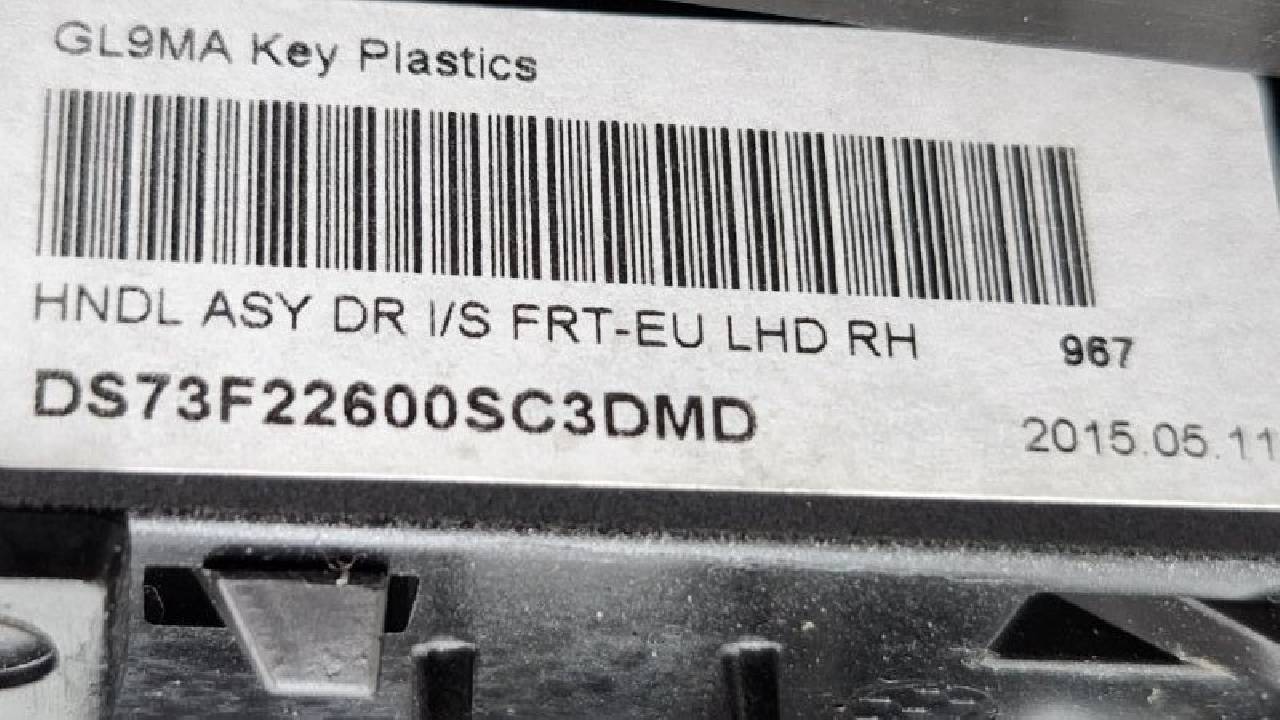 GL9MA Key Plastics
HNDL ASY DR I/S FRT-EU LHD RH 967
DS73F22600SC3DMD 2015.05.11